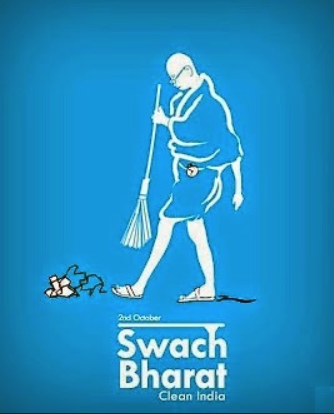 2nd October
Swach
Bharat
Clean India